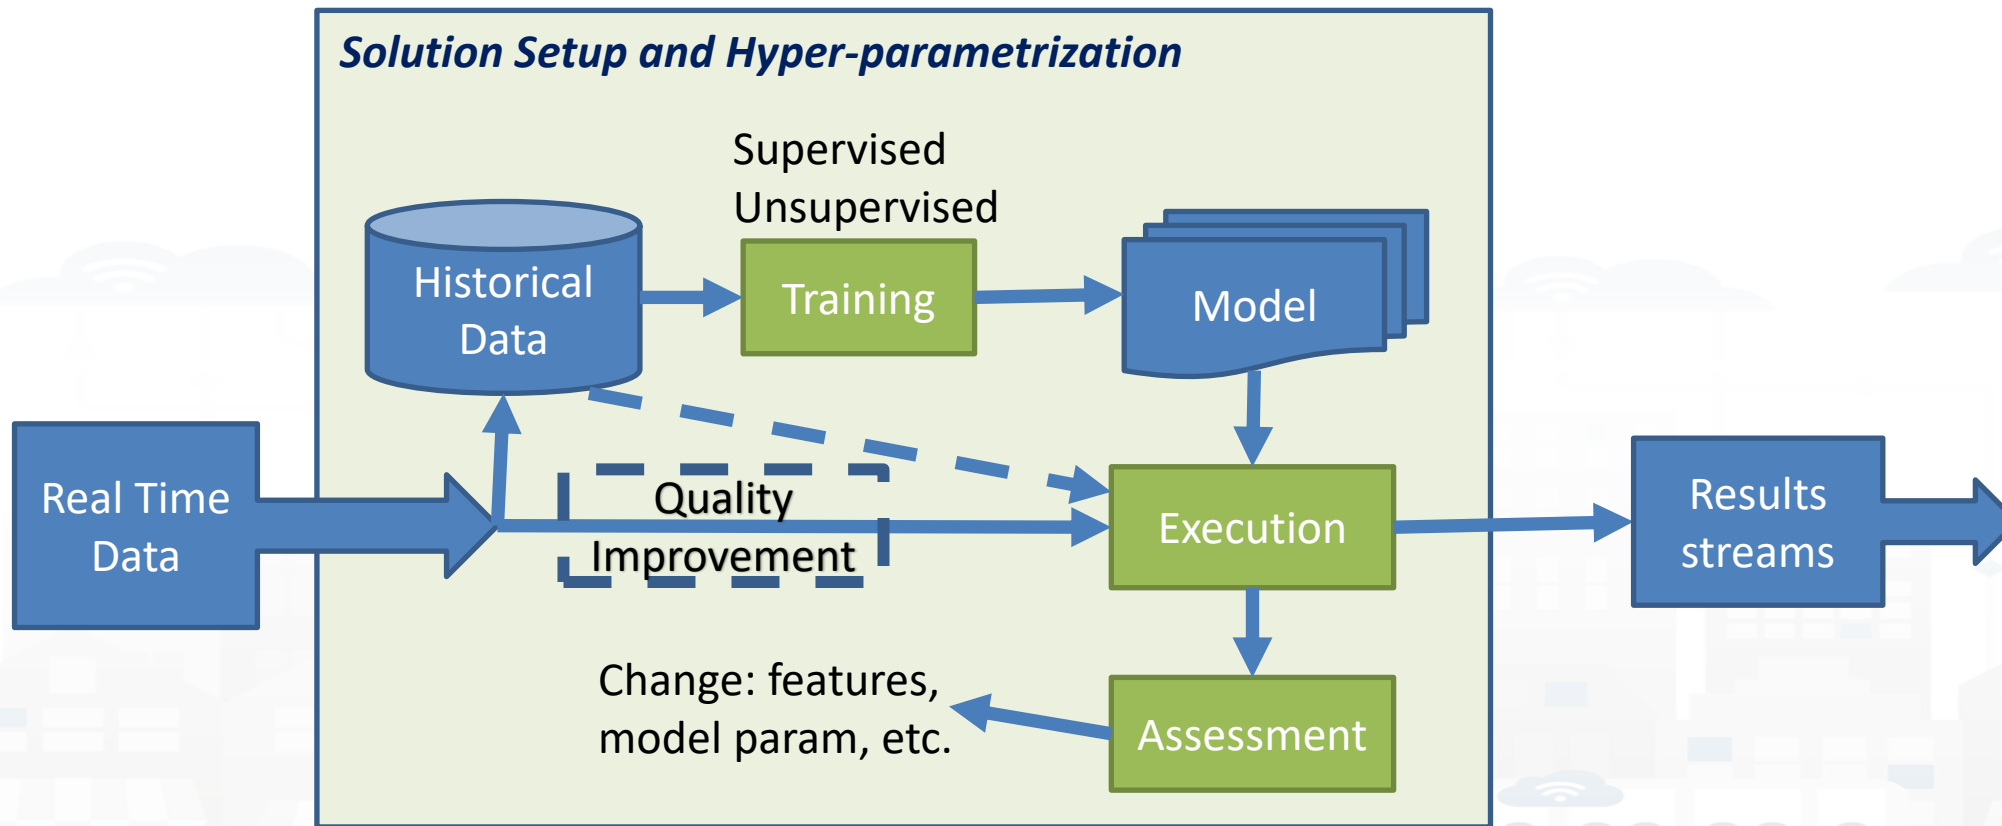 Solution Setup and Hyper-parametrization
Supervised
Unsupervised
Historical
Data
Training
Model
Real Time
Data
Quality
Improvement
Execution
Results
streams
Change: features,
model param, etc.
Assessment